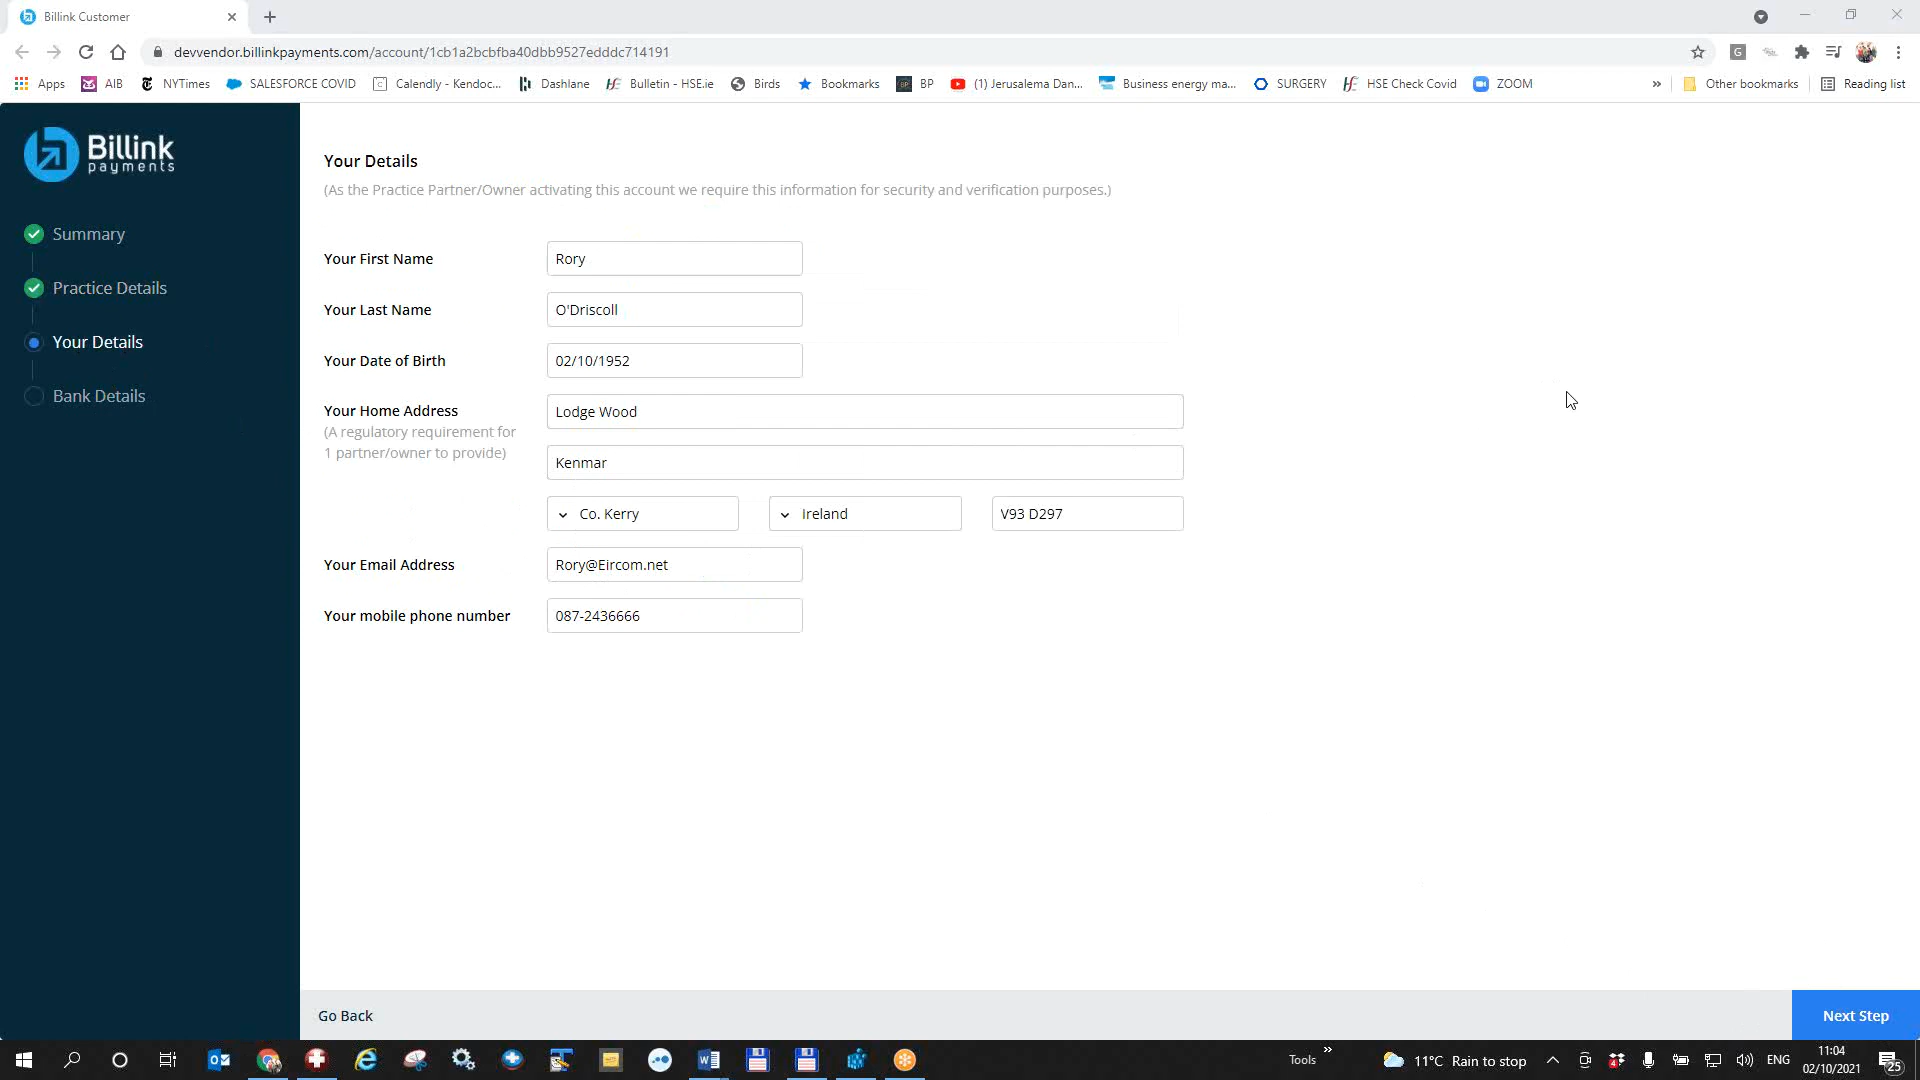 Billink Customer
devvendor.billinkpayments.com/account/1cb1a2bcbfba40dbb9527edddc714191
Apps AIB NYTimes SALESFORCE COVID Calendly - Kendoc... Dashlane Bulletin - HSE.ie Birds Bookmarks BP (1) Jerusalema Dan... Business energy ma... SURGERY HSE Check Covid ZOOM » Other bookmarks Reading list
Billink
payments
Summary
Practice Details
Your Details
Bank Details
Your Details
(As the Practice Partner/Owner activating this account we require this information for security and verification purposes.)
Your First Name Rory
Your Last Name O'Driscoll
Your Date of Birth 02/10/1952
Your Home Address Lodge Wood
(A regulatory requirement for
1 partner/owner to provide) Kenmar
Co. Kerry Ireland V93 D297
Your Email Address Rory@Eircom.net
Your mobile phone number 087-2436666
Go Back Next Step
Tools » 11°C Rain to stop ENG 11:04
02/10/2021 25